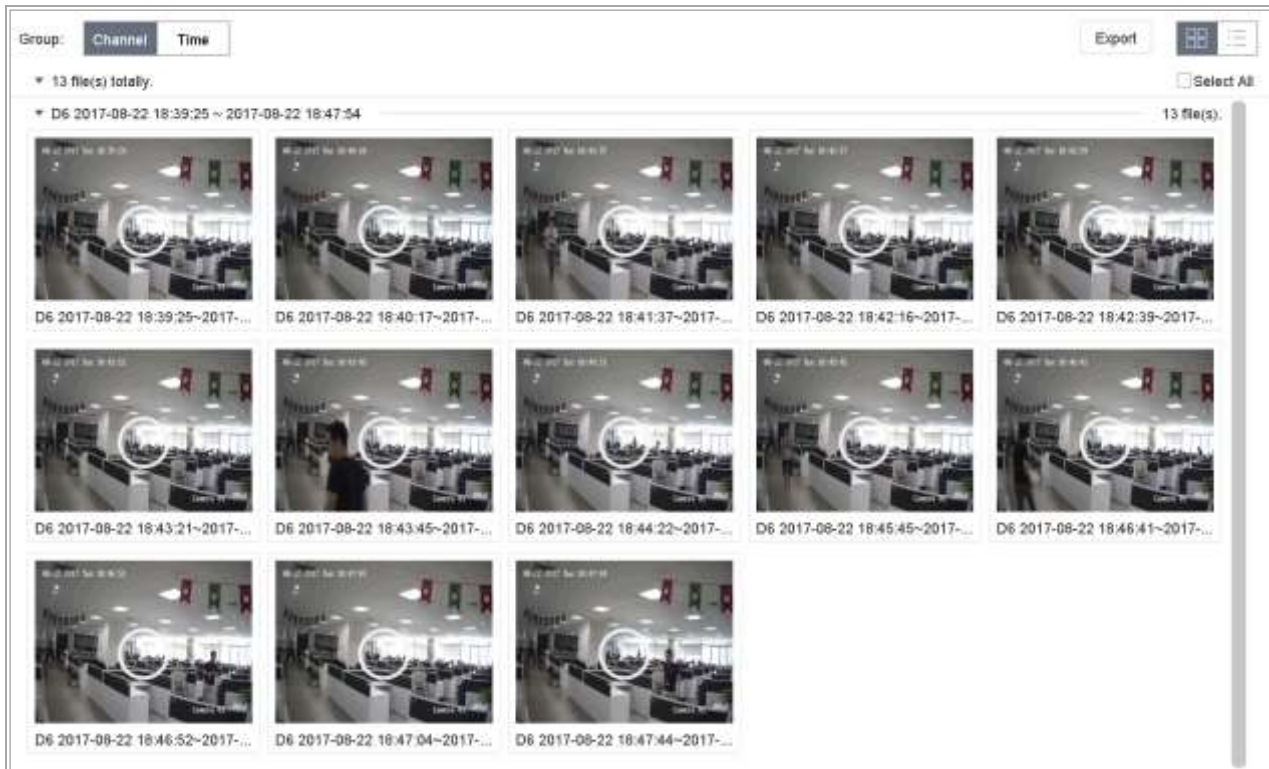 Group: Channel Time Export
13 file(s) totally. Select All
D6 2017-08-22 18:39:25 ~ 2017-08-22 18:47:54 13 file(s).
D6 2017-08-22 18:39:25~2017-... D6 2017-08-22 18:40:17~2017-... D6 2017-08-22 18:41:37~2017-... D6 2017-08-22 18:42:16~2017-... D6 2017-08-22 18:42:39~2017-...
D6 2017-08-22 18:43:21~2017-... D6 2017-08-22 18:43:45~2017-... D6 2017-08-22 18:44:22~2017-... D6 2017-08-22 18:45:45~2017-... D6 2017-08-22 18:46:41~2017-...
D6 2017-08-22 18:46:52~2017-... D6 2017-08-22 18:47:04~2017-... D6 2017-08-22 18:47:44~2017-...